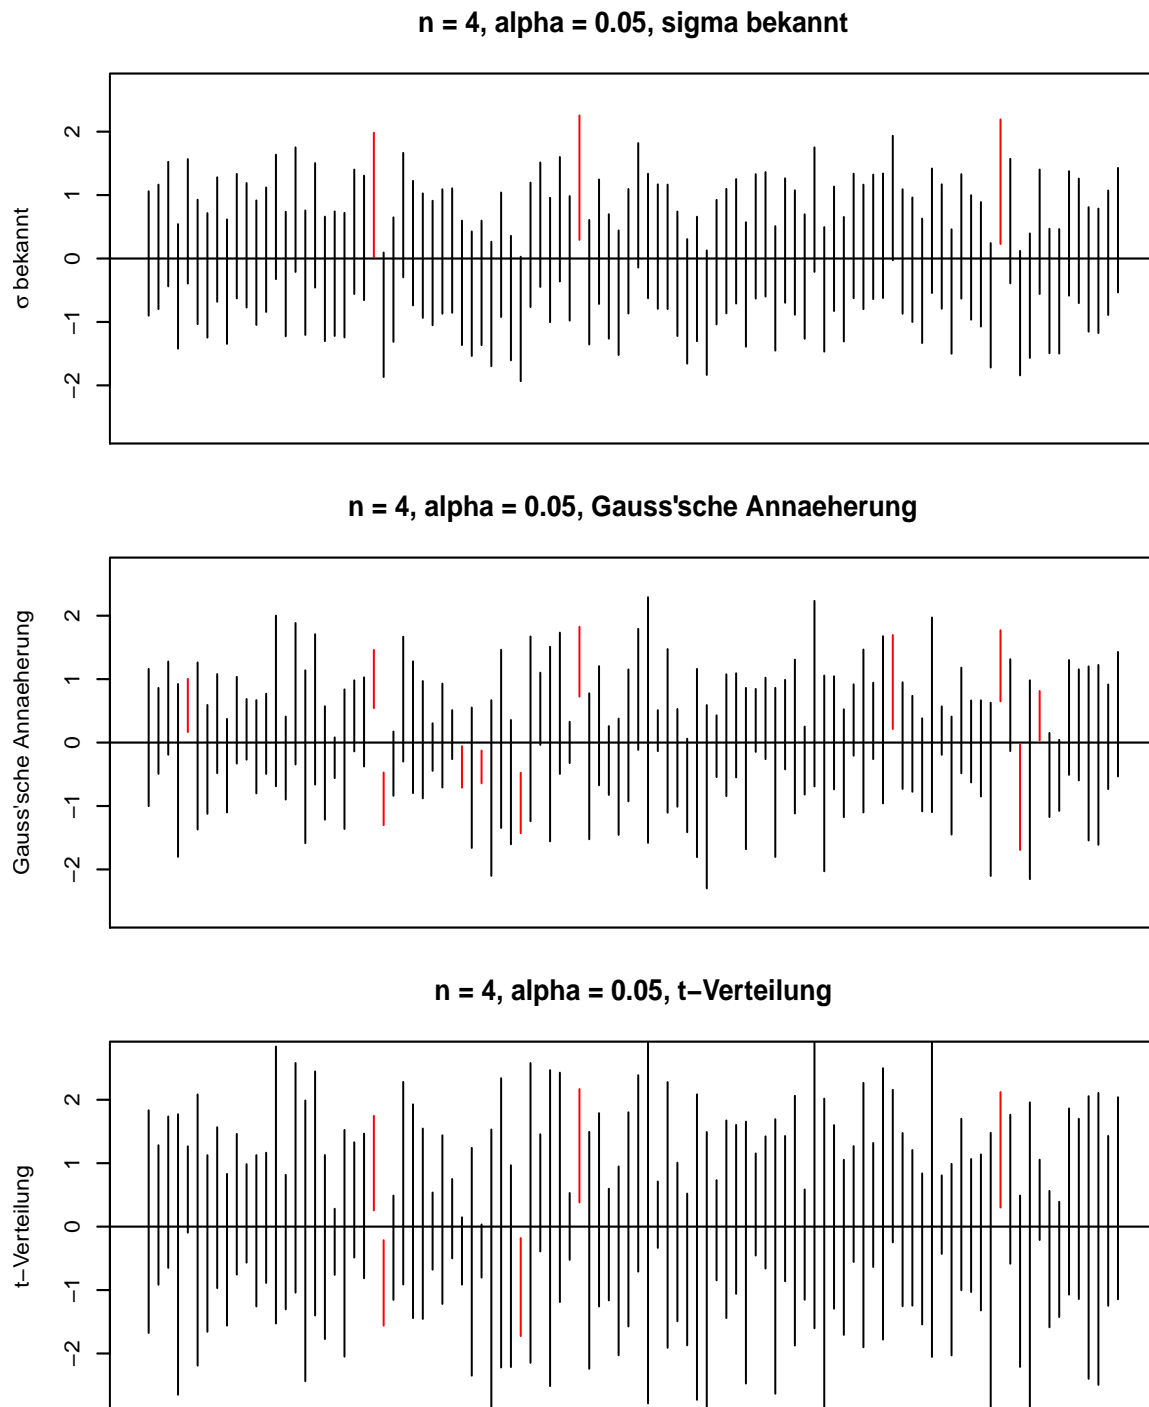 n = 4, alpha = 0.05, sigma bekannt
σ bekannt
2
1
0
−1
−2
n = 4, alpha = 0.05, Gauss'sche Annaeherung
Gauss'sche Annaeherung
2
1
0
−1
−2
n = 4, alpha = 0.05, t−Verteilung
t−Verteilung
2
1
0
−1
−2